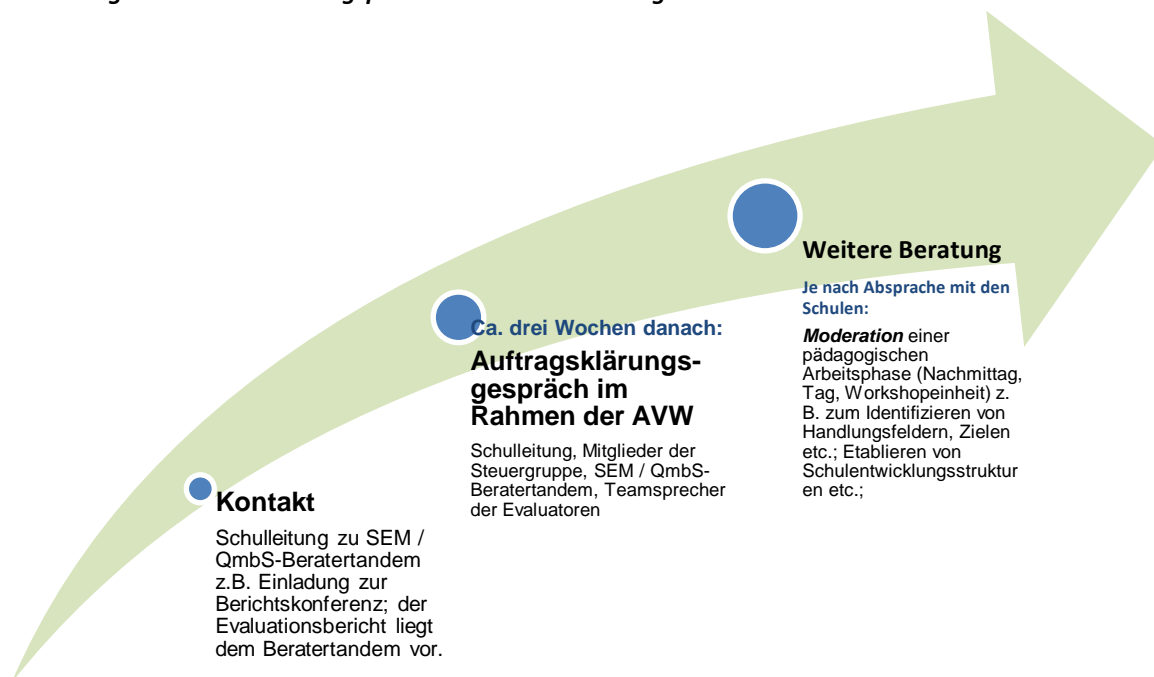 Kontakt
Schulleitung zu SEM /
QmbS-Beratertandem
z.B. Einladung zur
Berichtskonferenz; der
Evaluationsbericht liegt
dem Beratertandem vor.
Ca. drei Wochen danach:
Auftragsklärungs-
gespräch im
Rahmen der AVW
Schulleitung, Mitglieder der
Steuergruppe, SEM / QmbS-
Beratertandem, Teamsprecher
der Evaluatoren
Weitere Beratung
Je nach Absprache mit den
Schulen:
Moderation einer
pädagogischen
Arbeitsphase (Nachmittag,
Tag, Workshopeinheit) z.
B. zum Identifizieren von
Handlungsfeldern, Zielen
etc.; Etablieren von
Schulentwicklungsstruktur
en etc.;